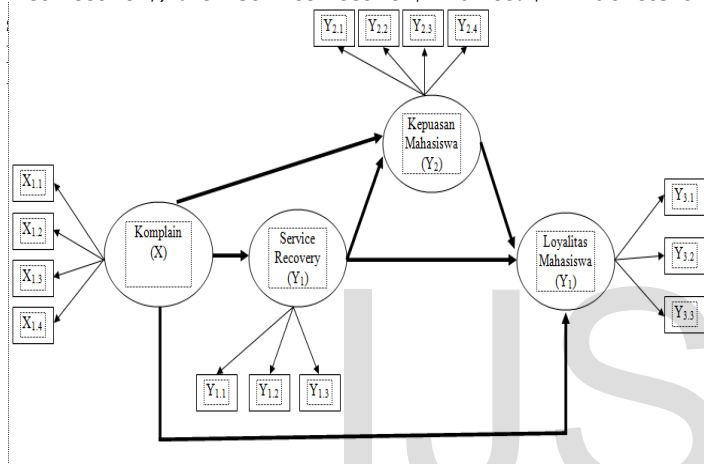 Y2.1
Y2.2
Y2.3
Y2.4
Kepuasan
Mahasiswa
(Y2)
X1.1
X1.2
X1.3
X1.4
Komplain
(X)
Service
Recovery
(Y1)
Loyalitas
Mahasiswa
(Y1)
Y3.1
Y3.2
Y3.3
Y1.1
Y1.2
Y1.3
IUS